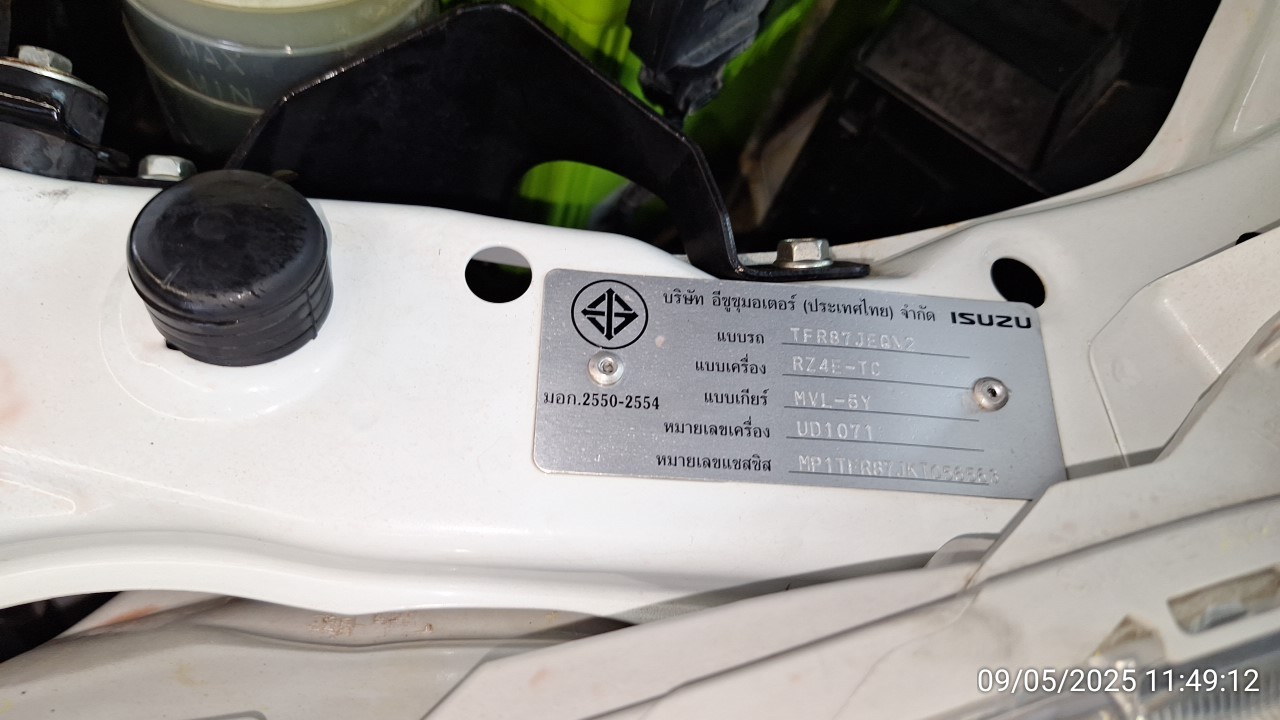 MAX
MIN
บริษัท อีซูซุมอเตอร์ (ประเทศไทย) จำกัด ISUZU
แบบรถ
แบบเครื่อง RZ4E-TC
มอก.2550-2554 แบบเกียร์
หมายเลขเครื่อง UD1071
หมายเลขแชสซิส
09/05/2025 11:49:12